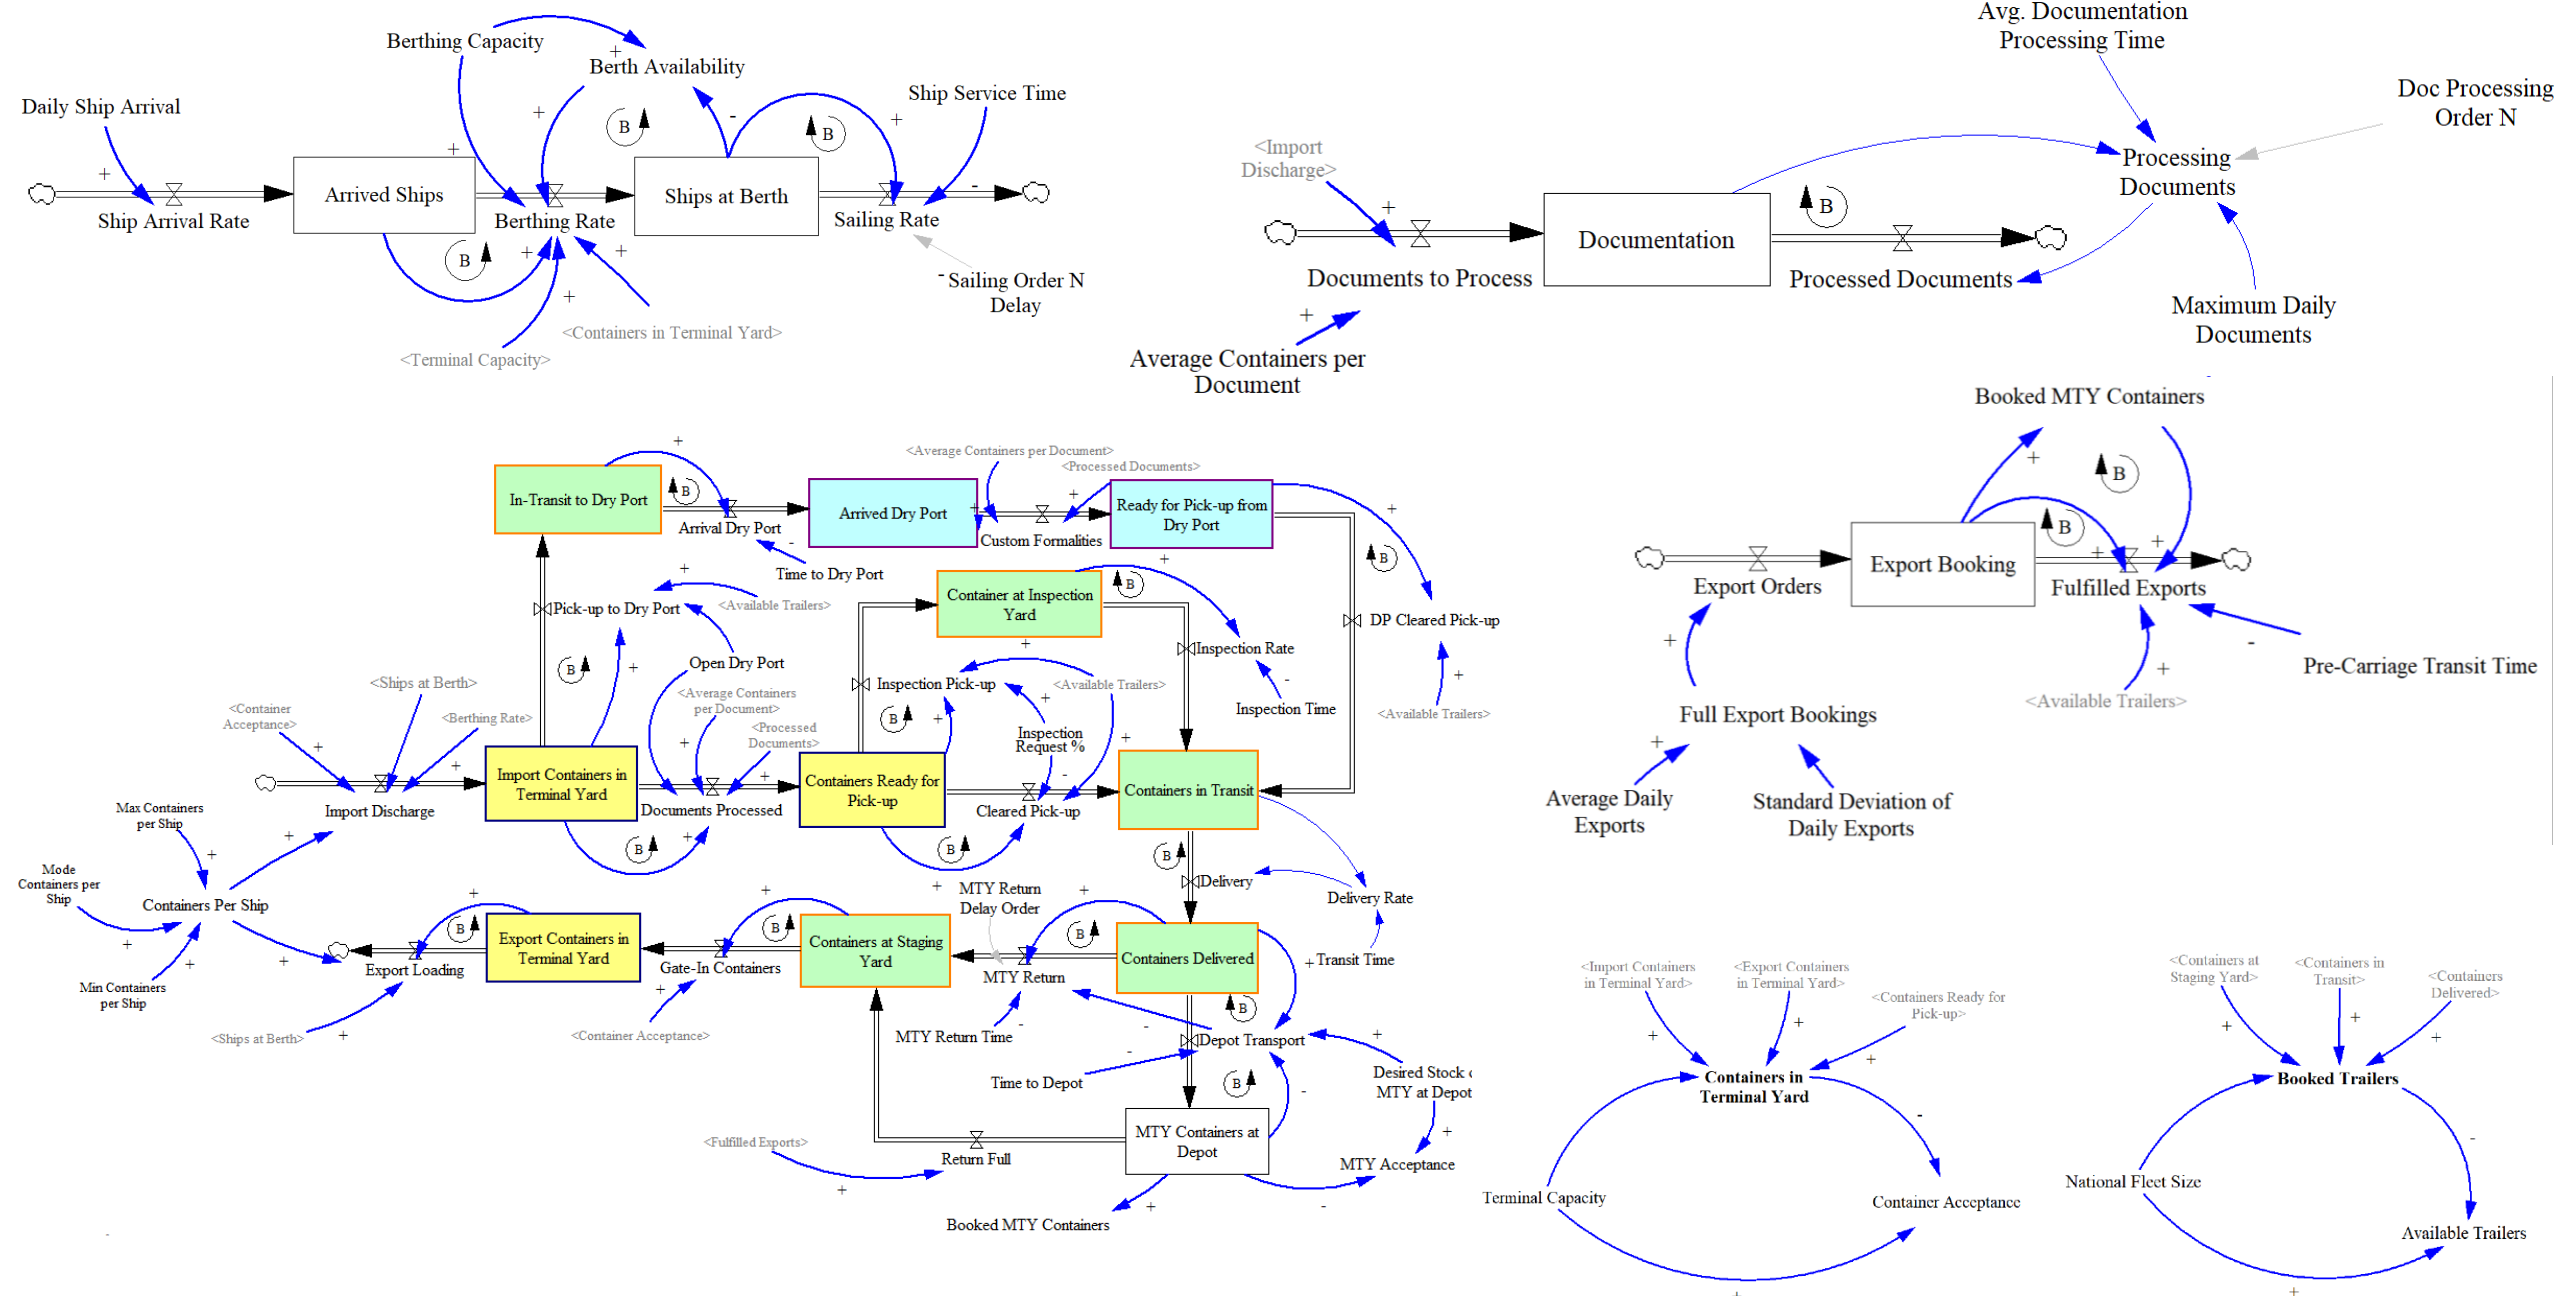 Berthing Capacity
+
Berth Availability
Daily Ship Arrival
+
B
-
B
+
Ship Service Time
+
+
Arrived Ships
Ships at Berth
-
Ship Arrival Rate
Berthing Rate
Sailing Rate
B
+
+
-
Sailing Order N
Delay
+
<Containers in Terminal Yard>
<Terminal Capacity>
Avg. Documentation
Processing Time
Doc Processing
Order N
<Import
Discharge>
+
Processing
Documents
B
Documentation
Documents to Process
Processed Documents
+
Maximum Daily
Documents
Average Containers per
Document
Booked MTY Containers
+
B
B
+
+
Export Booking
Export Orders
Fulfilled Exports
+
-
+
Pre-Carriage Transit Time
<Available Trailers>
Full Export Bookings
+
Average Daily
Exports
Standard Deviation of
Daily Exports
+
<Average Containers per Document>
<Processed Documents>
In-Transit to Dry Port
B
+
Arrived Dry Port
+
Ready for Pick-up from
Dry Port
+
Arrival Dry Port
-
Custom Formalities
Time to Dry Port
+
B
+
<Available Trailers>
Container at Inspection
Yard
B
Pick-up to Dry Port
DP Cleared Pick-up
+
Inspection Rate
B
+
Open Dry Port
<Ships at Berth>
Inspection Pick-up
<Available Trailers>
-
+
<Average Containers
per Document>
<Container
Acceptance>
<Berthing Rate>
B
+
+
Inspection Time
<Available Trailers>
<Processed
Documents>
Inspection
Request %
+
+
+
+
Import Containers in
Terminal Yard
+
Containers Ready for
Pick-up
-
Containers in Transit
Import Discharge
Documents Processed
Cleared Pick-up
Max Containers
per Ship
+
+
B
B
B
+
Mode
Containers per
Ship
Containers Per Ship
+
+
+
MTY Return
Delay Order
+
Delivery
Delivery Rate
B
B
B
+
Export Containers in
Terminal Yard
Containers at Staging
Yard
Containers Delivered
+
+
Export Loading
Gate-In Containers
MTY Return
+
Transit Time
Min Containers
per Ship
+
B
<Ships at Berth>
+
<Container Acceptance>
MTY Return Time
-
-
Depot Transport
+
-
Time to Depot
B
-
Desired Stock
MTY at Depot
MTY Containers at
Depot
<Fulfilled Exports>
+
Return Full
MTY Acceptance
+
+
-
Booked MTY Containers
<Import Containers
in Terminal Yard>
<Export Containers
in Terminal Yard>
<Containers Ready for
Pick-up>
+
+
+
Containers in
Terminal Yard
-
Terminal Capacity
Container Acceptance
+
<Containers at
Staging Yard>
<Containers in
Transit>
<Containers
Delivered>
+
+
+
Booked Trailers
-
National Fleet Size
Available Trailers
+